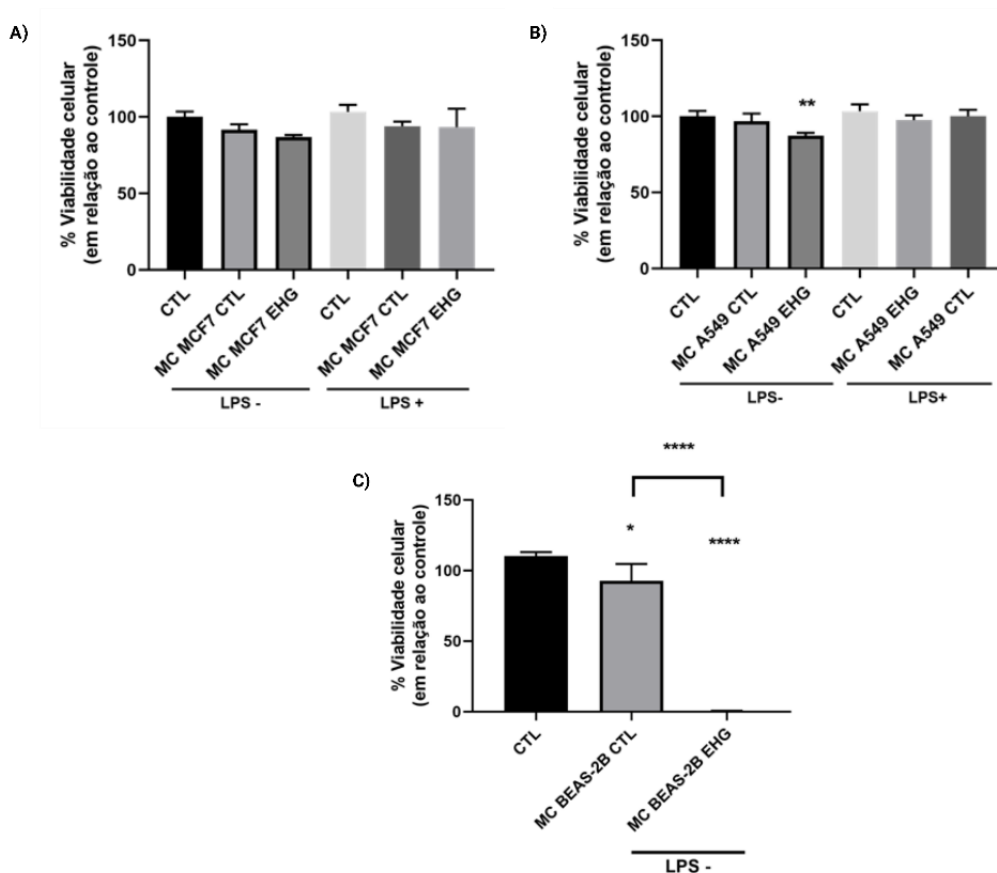 A)
% Viabilidade celular
(em relação ao controle)
150
100
50
0
CTL
MC MCF7 CTL
MC MCF7 EHG
CTL
MC MCF7 CTL
MC MCF7 EHG
LPS -
LPS +
B)
% Viabilidade celular
(em relação ao controle)
150
100
50
0
**
CTL
MC A549 CTL
MC A549 EHG
CTL
MC A549 EHG
MC A549 CTL
LPS-
LPS+
C)
% Viabilidade celular
(em relação ao controle)
150
100
50
0
****
*
****
CTL
MC BEAS-2B CTL
MC BEAS-2B EHG
LPS -